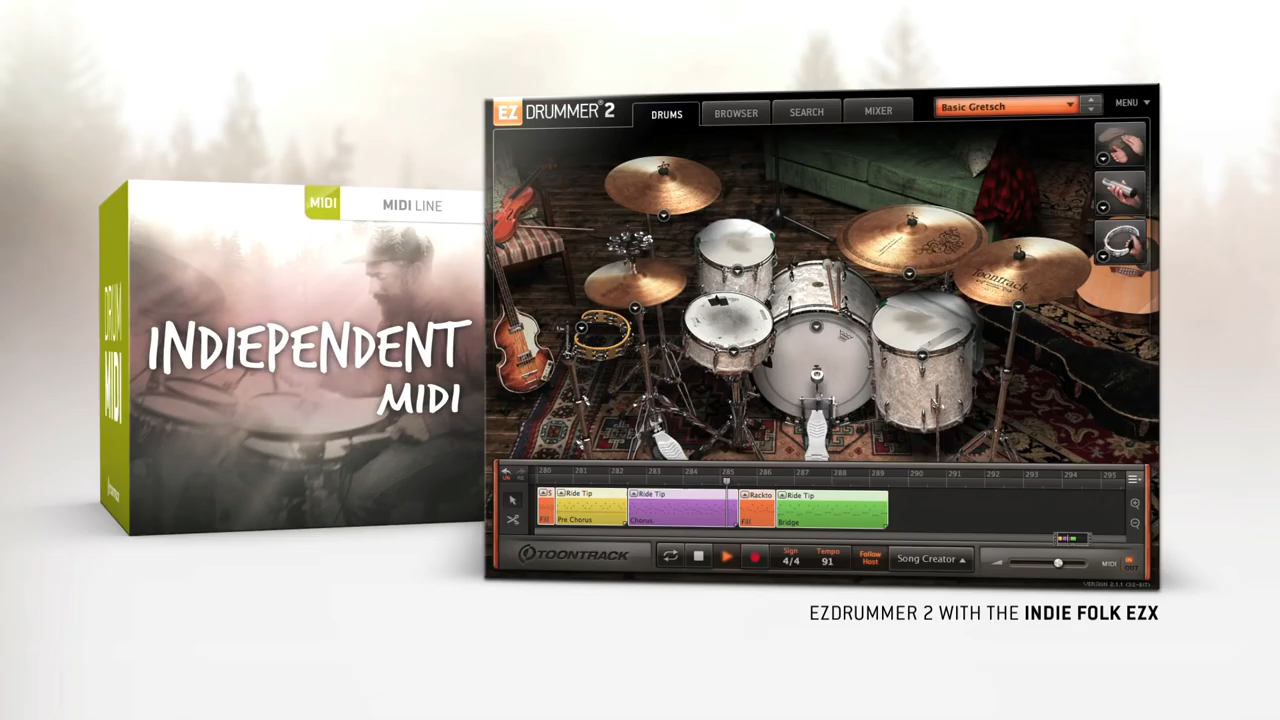 EZ DRUMMER® 2
DRUMS
BROWSER
SEARCH
MIXER
Basic Gretsch
MENU
MIDI
MIDI LINE
DRUM MIDI
INDIEPENDENT
MIDI
Toontrack
280 281 282 283 284 285 286 287 288 289 290 291 292 293 294 295
S
Fill
Ride Tip
Pre Chorus
Ride Tip
Chorus
Rackto
Fill
Ride Tip
Bridge
TOONTRACK
Sign
4/4
Tempo
91
Follow
Host
Song Creator
MIDI
IN
OUT
EZDRUMMER 2 WITH THE INDIE FOLK EZX